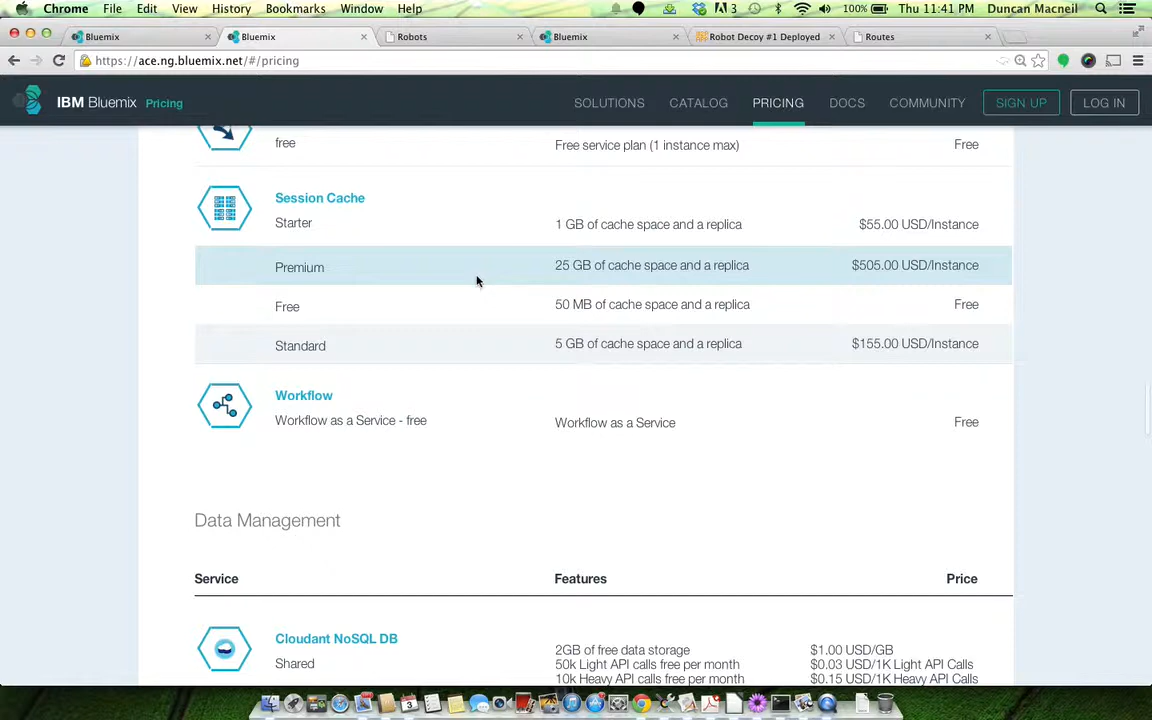 Chrome File Edit View History Bookmarks Window Help 3 100% Thu 11:41 PM Duncan Macneil
Bluemix Bluemix Robots Bluemix Robot Decoy #1 Deployed Routes
https://ace.ng.bluemix.net/#/pricing
IBM Bluemix Pricing SOLUTIONS CATALOG PRICING DOCS COMMUNITY SIGN UP LOG IN
free Free service plan (1 instance max) Free
Session Cache
Starter 1 GB of cache space and a replica $55.00 USD/Instance
Premium 25 GB of cache space and a replica $505.00 USD/Instance
Free 50 MB of cache space and a replica Free
Standard 5 GB of cache space and a replica $155.00 USD/Instance
Workflow
Workflow as a Service - free Workflow as a Service Free
Data Management
Service Features Price
Cloudant NoSQL DB
Shared 2GB of free data storage $1.00 USD/GB
50k Light API calls free per month $0.03 USD/1K Light API Calls
10k Heavy API calls free per month $0.15 USD/1K Heavy API Calls
3